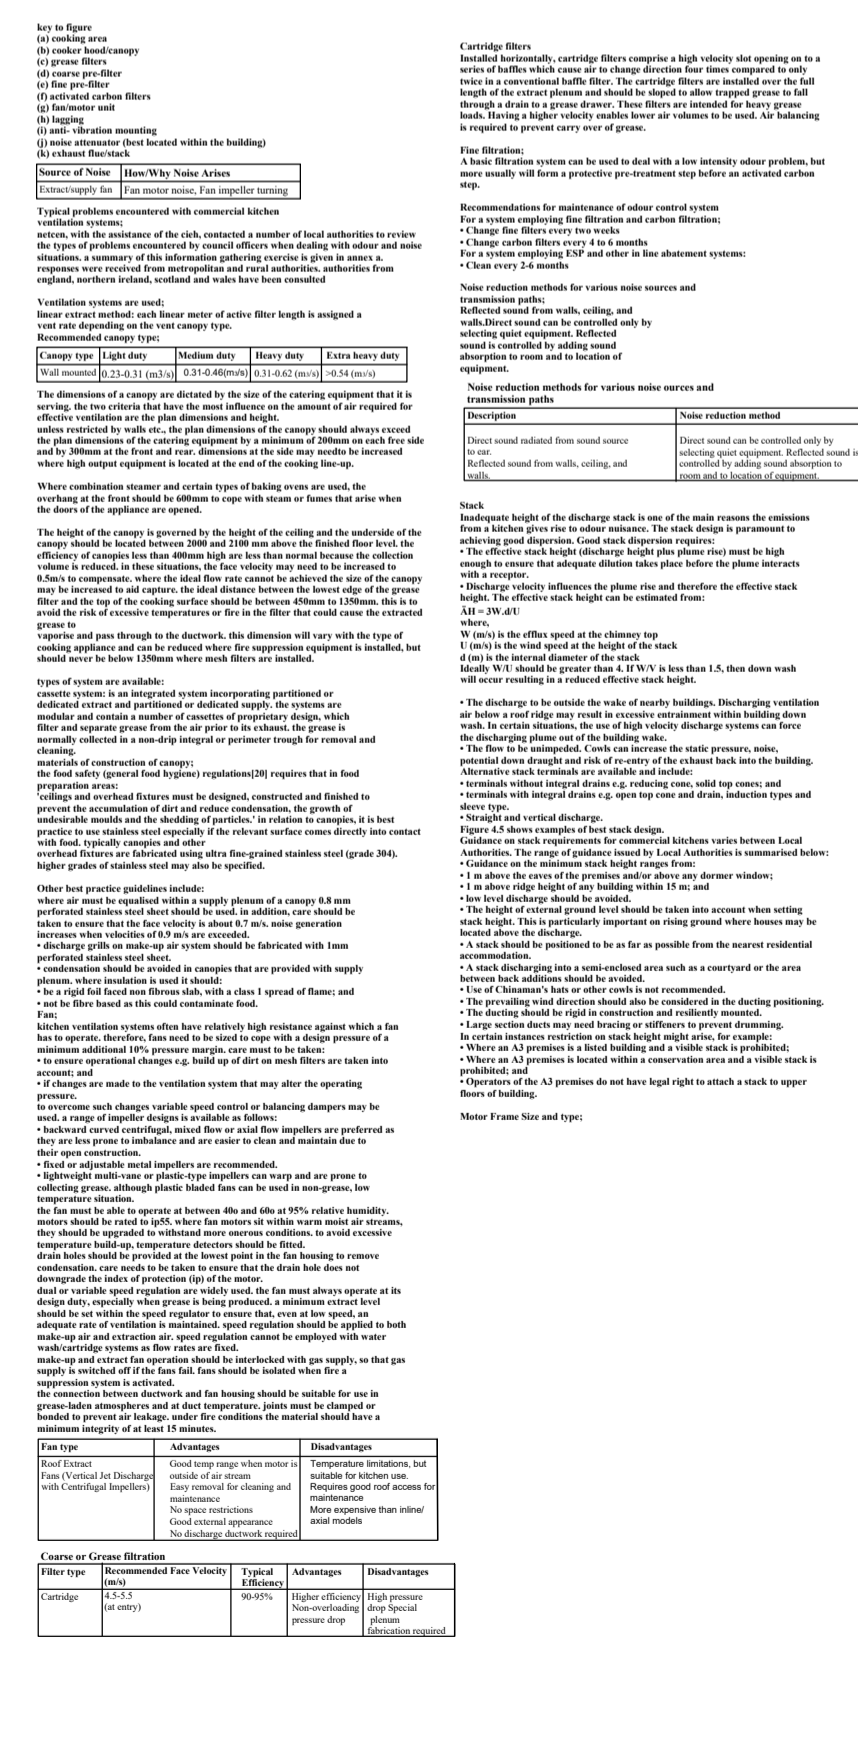 key to figure
(a) cooking area
(b) cooker hood/canopy
(c) grease filters
(d) coarse pre-filter
(e) fine pre-filter
(f) activated carbon filters
(g) fan/motor unit
(h) lagging
(i) anti- vibration mounting
(j) noise attenuator (best located within the building)
(k) exhaust flue/stack
Source of Noise How/Why Noise Arises
Extract/supply fan Fan motor noise, Fan impeller turning
Typical problems encountered with commercial kitchen
ventilation systems;
netcen, with the assistance of the cieh, contacted a number of local authorities to review
the types of problems encountered by council officers when dealing with odour and noise
situations. a summary of this information gathering exercise is given in annex a.
responses were received from metropolitan and rural authorities. authorities from
england, northern ireland, scotland and wales have been consulted
Ventilation systems are used;
linear extract method: each linear meter of active filter length is assigned a
vent rate depending on the vent canopy type.
Recommended canopy type;
Canopy type Light duty Medium duty Heavy duty Extra heavy duty
Wall mounted 0.23-0.31 (m3/s) 0.31-0.46(m3/s) 0.31-0.62 (m3/s) >0.54 (m3/s)
The dimensions of a canopy are dictated by the size of the catering equipment that it is
serving. the two criteria that have the most influence on the amount of air required for
effective ventilation are the plan dimensions and height.
unless restricted by walls etc., the plan dimensions of the canopy should always exceed
the plan dimensions of the catering equipment by a minimum of 200mm on each free side
and by 300mm at the front and rear. dimensions at the side may needto be increased
where high output equipment is located at the end of the cooking line-up.
Where combination steamer and certain types of baking ovens are used, the
overhang at the front should be 600mm to cope with steam or fumes that arise when
the doors of the appliance are opened.
The height of the canopy is governed by the height of the ceiling and the underside of the
canopy should be located between 2000 and 2100 mm above the finished floor level. the
efficiency of canopies less than 400mm high are less than normal because the collection
volume is reduced. in these situations, the face velocity may need to be increased to
0.5m/s to compensate. where the ideal flow rate cannot be achieved the size of the canopy
may be increased to aid capture. the ideal distance between the lowest edge of the grease
filter and the top of the cooking surface should be between 450mm to 1350mm. this is to
avoid the risk of excessive temperatures or fire in the filter that could cause the extracted
grease to
vaporise and pass through to the ductwork. this dimension will vary with the type of
cooking appliance and can be reduced where fire suppression equipment is installed, but
should never be below 1350mm where mesh filters are installed.
types of system are available:
cassette system: is an integrated system incorporating partitioned or
dedicated extract and partitioned or dedicated supply. the systems are
modular and contain a number of cassettes of proprietary design, which
filter and separate grease from the air prior to its exhaust. the grease is
normally collected in a non-drip integral or perimeter trough for removal and
cleaning.
materials of construction of canopy;
the food safety (general food hygiene) regulations[20] requires that in food
preparation areas:
'ceilings and overhead fixtures must be designed, constructed and finished to
prevent the accumulation of dirt and reduce condensation, the growth of
undesirable moulds and the shedding of particles.' in relation to canopies, it is best
practice to use stainless steel especially if the relevant surface comes directly into contact
with food. typically canopies and other
overhead fixtures are fabricated using ultra fine-grained stainless steel (grade 304).
higher grades of stainless steel may also be specified.
Other best practice guidelines include:
where air must be equalised within a supply plenum of a canopy 0.8 mm
perforated stainless steel sheet should be used. in addition, care should be
taken to ensure that the face velocity is about 0.7 m/s. noise generation
increases when velocities of 0.9 m/s are exceeded.
• discharge grills on make-up air system should be fabricated with 1mm
perforated stainless steel sheet.
• condensation should be avoided in canopies that are provided with supply
plenum. where insulation is used it should:
• be a rigid foil faced non fibrous slab, with a class 1 spread of flame; and
• not be fibre based as this could contaminate food.
Fan;
kitchen ventilation systems often have relatively high resistance against which a fan
has to operate. therefore, fans need to be sized to cope with a design pressure of a
minimum additional 10% pressure margin. care must to be taken:
• to ensure operational changes e.g. build up of dirt on mesh filters are taken into
account; and
• if changes are made to the ventilation system that may alter the operating
pressure.
to overcome such changes variable speed control or balancing dampers may be
used. a range of impeller designs is available as follows:
• backward curved centrifugal, mixed flow or axial flow impellers are preferred as
they are less prone to imbalance and are easier to clean and maintain due to
their open construction.
• fixed or adjustable metal impellers are recommended.
• lightweight multi-vane or plastic-type impellers can warp and are prone to
collecting grease. although plastic bladed fans can be used in non-grease, low
temperature situation.
the fan must be able to operate at between 40o and 60o at 95% relative humidity.
motors should be rated to ip55. where fan motors sit within warm moist air streams,
they should be upgraded to withstand more onerous conditions. to avoid excessive
temperature build-up, temperature detectors should be fitted.
drain holes should be provided at the lowest point in the fan housing to remove
condensation. care needs to be taken to ensure that the drain hole does not
downgrade the index of protection (ip) of the motor.
dual or variable speed regulation are widely used. the fan must always operate at its
design duty, especially when grease is being produced. a minimum extract level
should be set within the speed regulator to ensure that, even at low speed, an
adequate rate of ventilation is maintained. speed regulation should be applied to both
make-up air and extraction air. speed regulation cannot be employed with water
wash/cartridge systems as flow rates are fixed.
make-up and extract fan operation should be interlocked with gas supply, so that gas
supply is switched off if the fans fail. fans should be isolated when fire a
suppression system is activated.
the connection between ductwork and fan housing should be suitable for use in
grease-laden atmospheres and at duct temperature. joints must be clamped or
bonded to prevent air leakage. under fire conditions the material should have a
minimum integrity of at least 15 minutes.
Fan type Advantages Disadvantages
Roof Extract Good temp range when motor is Temperature limitations, but
Fans (Vertical Jet Discharge outside of air stream suitable for kitchen use.
with Centrifugal Impellers) Easy removal for cleaning and Requires good roof access for
maintenance maintenance
No space restrictions More expensive than inline/
Good external appearance axial models
No discharge ductwork required
Coarse or Grease filtration
Filter type Recommended Face Velocity Typical Advantages Disadvantages
(m/s) Efficiency
Cartridge 4.5-5.5 90-95% Higher efficiency High pressure
(at entry) Non-overloading drop Special
pressure drop plenum
fabrication required
Cartridge filters
Installed horizontally, cartridge filters comprise a high velocity slot opening on to a
series of baffles which cause air to change direction four times compared to only
twice in a conventional baffle filter. The cartridge filters are installed over the full
length of the extract plenum and should be sloped to allow trapped grease to fall
through a drain to a grease drawer. These filters are intended for heavy grease
loads. Having a higher velocity enables lower air volumes to be used. Air balancing
is required to prevent carry over of grease.
Fine filtration;
A basic filtration system can be used to deal with a low intensity odour problem, but
more usually will form a protective pre-treatment step before an activated carbon
step.
Recommendations for maintenance of odour control system
For a system employing fine filtration and carbon filtration;
• Change fine filters every two weeks
• Change carbon filters every 4 to 6 months
For a system employing ESP and other in line abatement systems:
• Clean every 2-6 months
Noise reduction methods for various noise sources and
transmission paths;
Reflected sound from walls, ceiling, and
walls.Direct sound can be controlled only by
selecting quiet equipment. Reflected
sound is controlled by adding sound
absorption to room and to location of
equipment.
Noise reduction methods for various noise ources and
transmission paths
Description Noise reduction method
Direct sound radiated from sound source Direct sound can be controlled only by
to ear. selecting quiet equipment. Reflected sound is
Reflected sound from walls, ceiling, and controlled by adding sound absorption to
walls. room and to location of equipment.
Stack
Inadequate height of the discharge stack is one of the main reasons the emissions
from a kitchen gives rise to odour nuisance. The stack design is paramount to
achieving good dispersion. Good stack dispersion requires:
• The effective stack height (discharge height plus plume rise) must be high
enough to ensure that adequate dilution takes place before the plume interacts
with a receptor.
• Discharge velocity influences the plume rise and therefore the effective stack
height. The effective stack height can be estimated from:
ÄH = 3W.d/U
where,
W (m/s) is the efflux speed at the chimney top
U (m/s) is the wind speed at the height of the stack
d (m) is the internal diameter of the stack
Ideally W/U should be greater than 4. If W/V is less than 1.5, then down wash
will occur resulting in a reduced effective stack height.
• The discharge to be outside the wake of nearby buildings. Discharging ventilation
air below a roof ridge may result in excessive entrainment within building down
wash. In certain situations, the use of high velocity discharge systems can force
the discharging plume out of the building wake.
• The flow to be unimpeded. Cowls can increase the static pressure, noise,
potential down draught and risk of re-entry of the exhaust back into the building.
Alternative stack terminals are available and include:
• terminals without integral drains e.g. reducing cone, solid top cones; and
• terminals with integral drains e.g. open top cone and drain, induction types and
sleeve type.
• Straight and vertical discharge.
Figure 4.5 shows examples of best stack design.
Guidance on stack requirements for commercial kitchens varies between Local
Authorities. The range of guidance issued by Local Authorities is summarised below:
• Guidance on the minimum stack height ranges from:
• 1 m above the eaves of the premises and/or above any dormer window;
• 1 m above ridge height of any building within 15 m; and
• low level discharge should be avoided.
• The height of external ground level should be taken into account when setting
stack height. This is particularly important on rising ground where houses may be
located above the discharge.
• A stack should be positioned to be as far as possible from the nearest residential
accommodation.
• A stack discharging into a semi-enclosed area such as a courtyard or the area
between back additions should be avoided.
• Use of Chinaman's hats or other cowls is not recommended.
• The prevailing wind direction should also be considered in the ducting positioning.
• The ducting should be rigid in construction and resiliently mounted.
• Large section ducts may need bracing or stiffeners to prevent drumming.
In certain instances restriction on stack height might arise, for example:
• Where an A3 premises is a listed building and a visible stack is prohibited;
• Where an A3 premises is located within a conservation area and a visible stack is
prohibited; and
• Operators of the A3 premises do not have legal right to attach a stack to upper
floors of building.
Motor Frame Size and type;